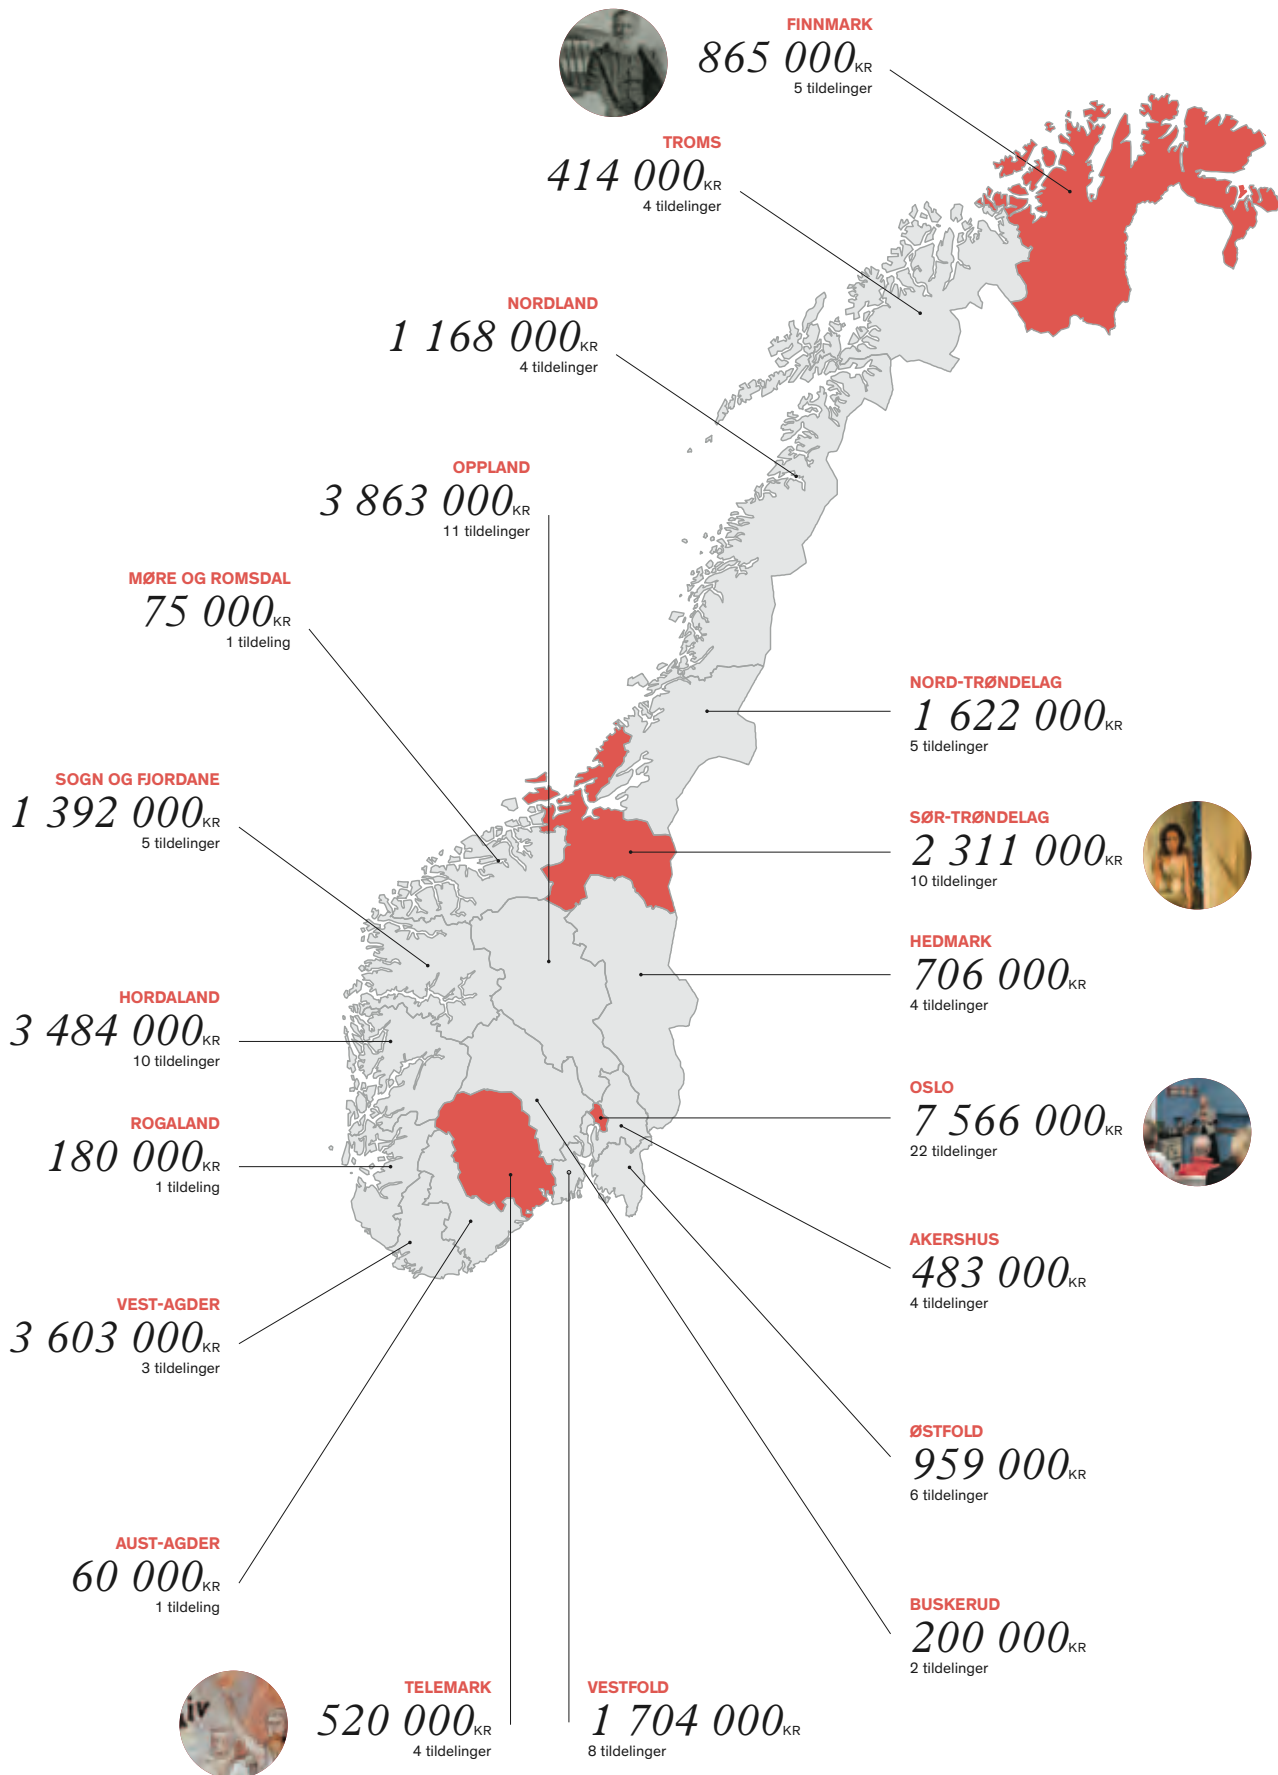 FINNMARK
865 000KR
5 tildelinger
TROMS
414 000KR
4 tildelinger
NORDLAND
1 168 000KR
4 tildelinger
OPPLAND
3 863 000KR
11 tildelinger
MØRE OG ROMSDAL
75 000KR
1 tildeling
SOGN OG FJORDANE
1 392 000KR
5 tildelinger
HORDALAND
3 484 000KR
10 tildelinger
ROGALAND
180 000KR
1 tildeling
VEST-AGDER
3 603 000KR
3 tildelinger
AUST-AGDER
60 000KR
1 tildeling
TELEMARK
520 000KR
4 tildelinger
VESTFOLD
1 704 000KR
8 tildelinger
NORD-TRØNDELAG
1 622 000KR
5 tildelinger
SØR-TRØNDELAG
2 311 000KR
10 tildelinger
HEDMARK
706 000KR
4 tildelinger
OSLO
7 566 000KR
22 tildelinger
AKERSHUS
483 000KR
4 tildelinger
ØSTFOLD
959 000KR
6 tildelinger
BUSKERUD
200 000KR
2 tildelinger